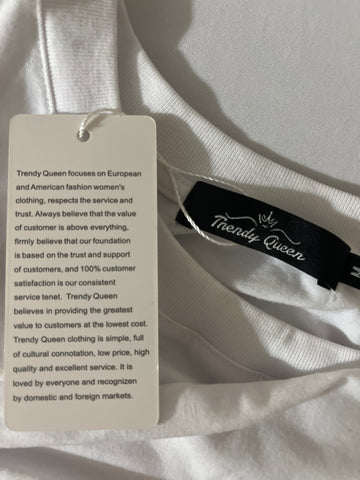 Trendy Queen focuses on European
and American fashion women's
clothing, respects the service and
trust. Always believe that the value
of customer is above everything,
firmly believe that our foundation
is based on the trust and support
of customers, and 100% customer
satisfaction is our consistent
service tenet. Trendy Queen
believes in providing the greatest
value to customers at the lowest cost.
Trendy Queen clothing is simple, full
of cultural connotation, low price, high
quality and excellent service. It is
loved by everyone and recognized
by domestic and foreign markets.
Trendy Queen